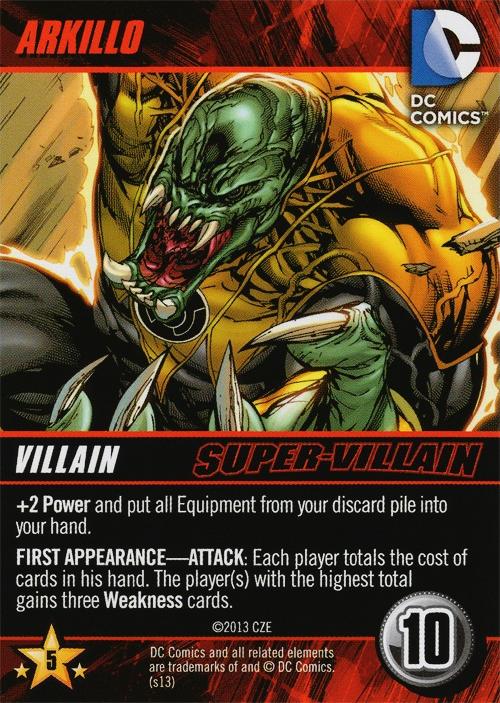 ARKILLO
DC
DC
COMICS™
VILLAIN
SUPER-VILLAIN
+2 Power and put all Equipment from your discard pile into
your hand.
FIRST APPEARANCE—ATTACK: Each player totals the cost of
cards in his hand. The player(s) with the highest total
gains three Weakness cards.
©2013 CZE
5
10
DC Comics and all related elements
are trademarks of and © DC Comics.
(s13)